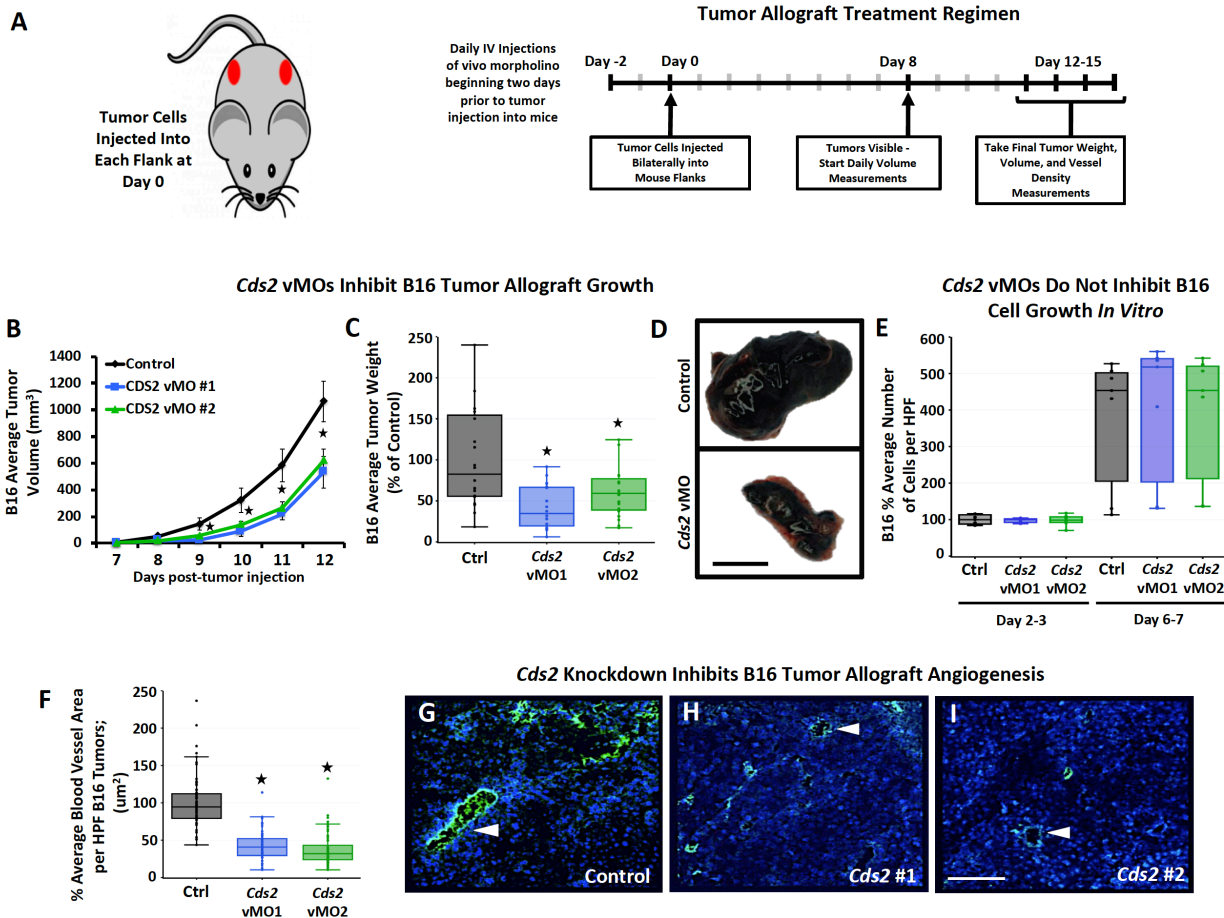 A
Tumor Cells
Injected Into
Each Flank at
Day 0
Tumor Allograft Treatment Regimen
Daily IV Injections
of vivo morpholino
beginning two days
prior to tumor
injection into mice
Day -2
Day 0
Day 8
Day 12-15
Tumor Cells Injected
Bilaterally into
Mouse Flanks
Tumors Visible -
Start Daily Volume
Measurements
Take Final Tumor Weight,
Volume, and Vessel
Density
Measurements
Cds2 vMOs Inhibit B16 Tumor Allograft Growth
B
B16 Average Tumor
Volume (mm³)
1400
1200
1000
800
600
400
200
0
Control
CDS2 vMO #1
CDS2 vMO #2
★
★
★
★
7 8 9 10 11 12
Days post-tumor injection
C
B16 Average Tumor Weight
(% of Control)
250
200
150
100
50
0
★
★
Ctrl
Cds2
vMO1
Cds2
vMO2
D
Control
Cds2 vMO
Cds2 vMOs Do Not Inhibit B16
Cell Growth In Vitro
E
B16 % Average Number
of Cells per HPF
600
500
400
300
200
100
0
Ctrl
Cds2
vMO1
Cds2
vMO2
Ctrl
Cds2
vMO1
Cds2
vMO2
Day 2-3
Day 6-7
Cds2 Knockdown Inhibits B16 Tumor Allograft Angiogenesis
F
% Average Blood Vessel Area
per HPF B16 Tumors;
(um²)
250
200
150
100
50
0
★
★
Ctrl
Cds2
vMO1
Cds2
vMO2
G
Control
H
Cds2 #1
I
Cds2 #2